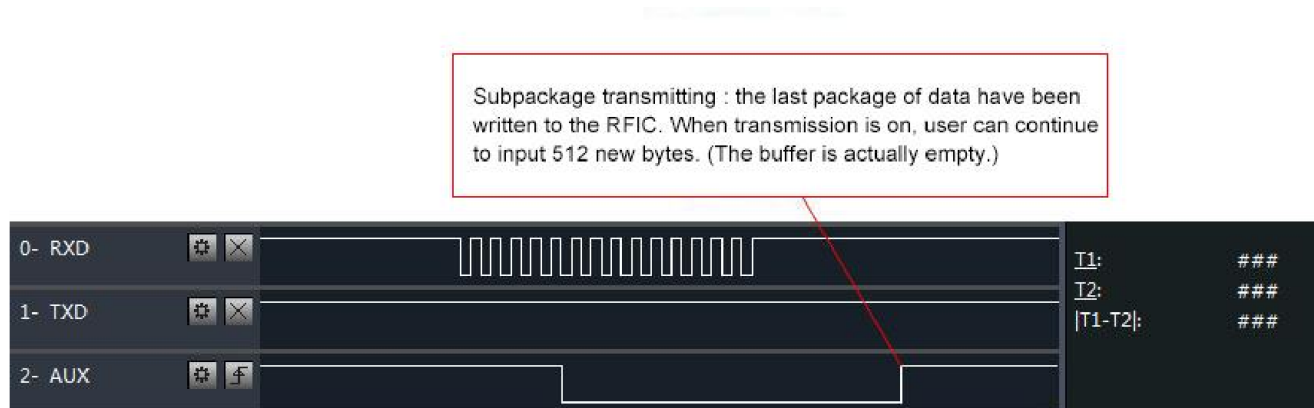 Subpackage transmitting : the last package of data have been
written to the RFIC. When transmission is on, user can continue
to input 512 new bytes. (The buffer is actually empty.)
0- RXD
T1: ###
1- TXD
T2: ###
|T1-T2|: ###
2- AUX